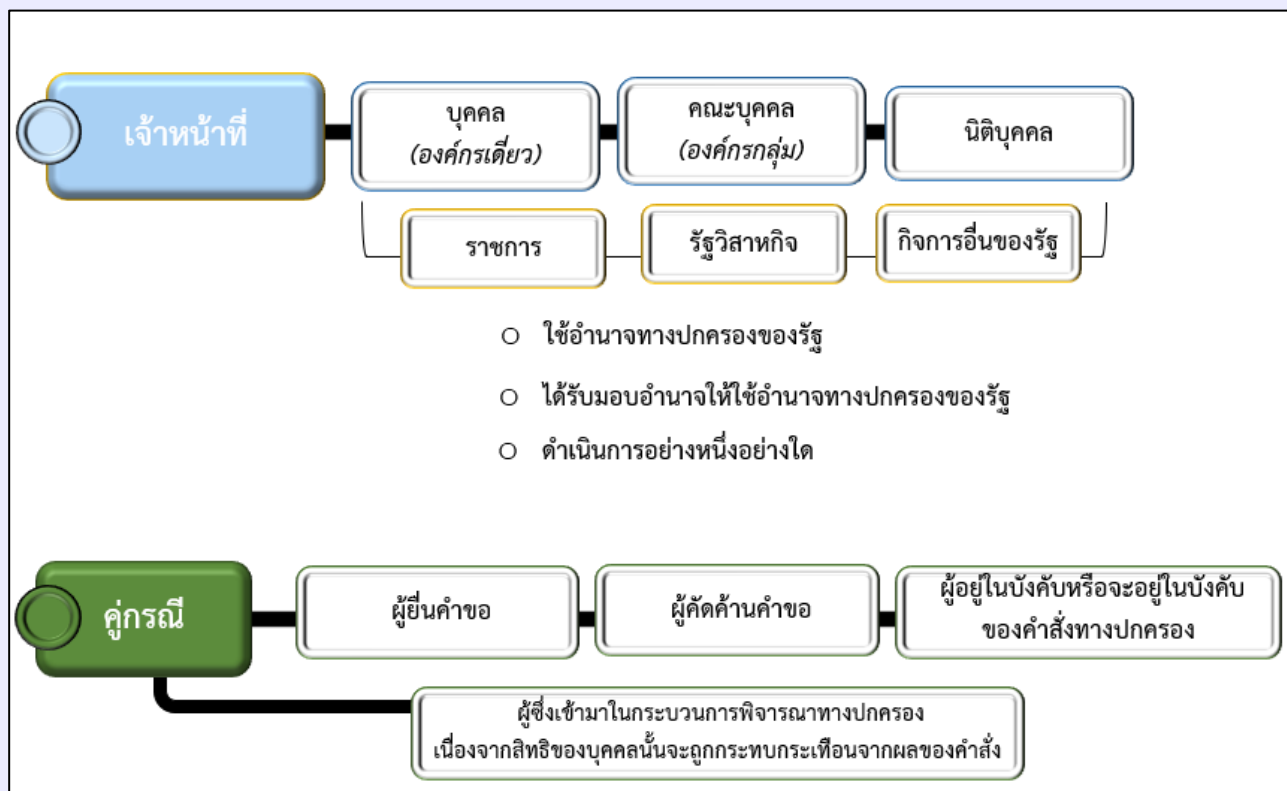 เจ้าหน้าที่
บุคคล
(องค์กรเดี่ยว)
คณะบุคคล
(องค์กรกลุ่ม)
นิติบุคคล
ราชการ
รัฐวิสาหกิจ
กิจการอื่นของรัฐ
ใช้อำนาจทางปกครองของรัฐ
ได้รับมอบอำนาจให้ใช้อำนาจทางปกครองของรัฐ
ดำเนินการอย่างหนึ่งอย่างใด
คู่กรณี
ผู้ยื่นคำขอ
ผู้คัดค้านคำขอ
ผู้อยู่ในบังคับหรือจะอยู่ในบังคับ
ของคำสั่งทางปกครอง
ผู้ซึ่งเข้ามาในกระบวนการพิจารณาทางปกครอง
เนื่องจากสิทธิของบุคคลนั้นจะถูกกระทบกระเทือนจากผลของคำสั่ง